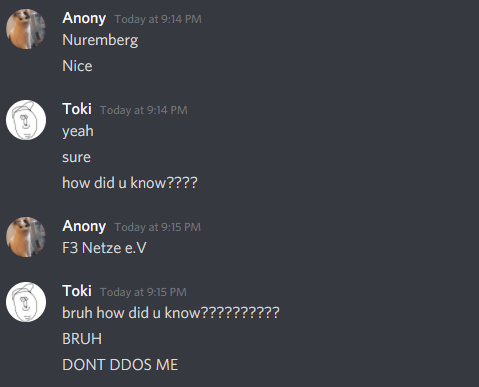 Anony Today at 9:14 PM
Nuremberg
Nice
Toki Today at 9:14 PM
yeah
sure
how did u know????
Anony Today at 9:15 PM
F3 Netze e.V
Toki Today at 9:15 PM
bruh how did u know??????????
BRUH
DONT DDOS ME